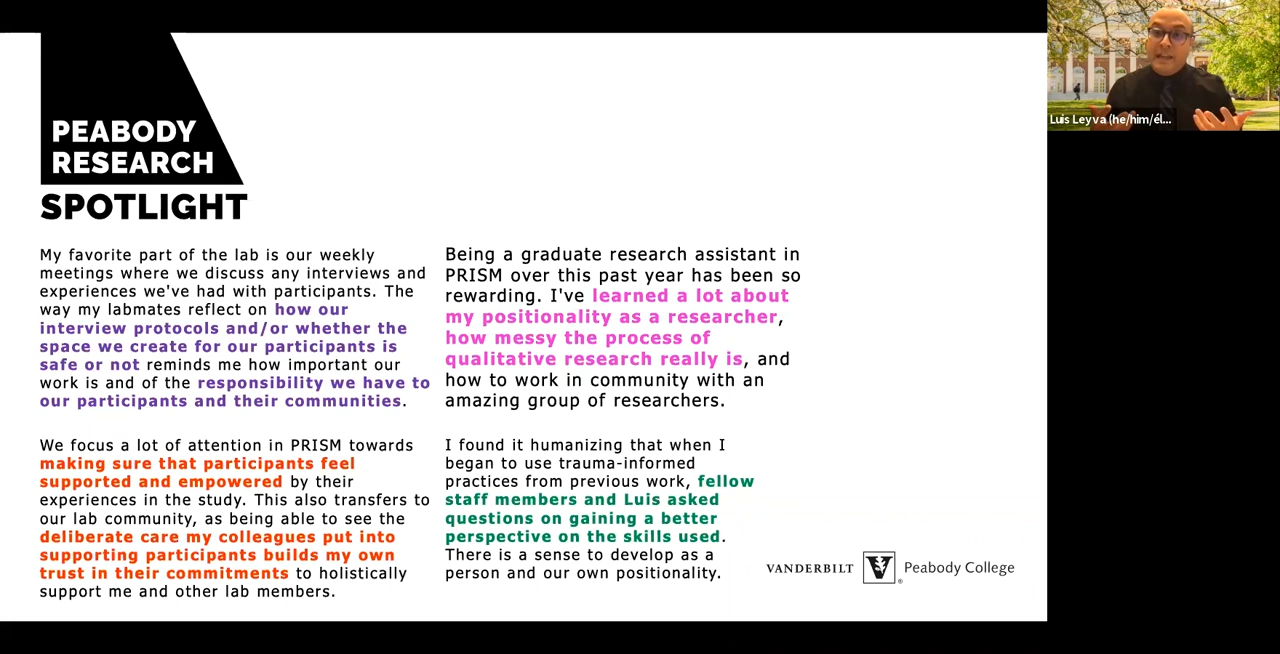 PEABODY
RESEARCH
SPOTLIGHT
My favorite part of the lab is our weekly
meetings where we discuss any interviews and
experiences we've had with participants. The
way my labmates reflect on how our
interview protocols and/or whether the
space we create for our participants is
safe or not reminds me how important our
work is and of the responsibility we have to
our participants and their communities.
We focus a lot of attention in PRISM towards
making sure that participants feel
supported and empowered by their
experiences in the study. This also transfers to
our lab community, as being able to see the
deliberate care my colleagues put into
supporting participants builds my own
trust in their commitments to holistically
support me and other lab members.
Being a graduate research assistant in
PRISM over this past year has been so
rewarding. I've learned a lot about
my positionality as a researcher,
how messy the process of
qualitative research really is, and
how to work in community with an
amazing group of researchers.
I found it humanizing that when I
began to use trauma-informed
practices from previous work, fellow
staff members and Luis asked
questions on gaining a better
perspective on the skills used.
There is a sense to develop as a
person and our own positionality.
VANDERBILT V® Peabody College
Luis Leyva (he/him/él...